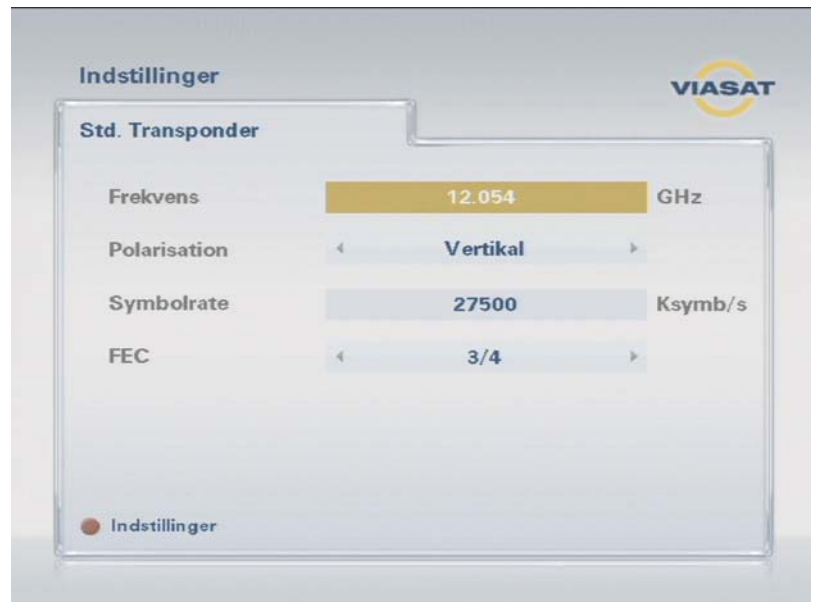 Indstillinger
VIASAT
Std. Transponder
Frekvens 12.054 GHz
Polarisation Vertikal
Symbolrate 27500 Ksymb/s
FEC 3/4
Indstillinger